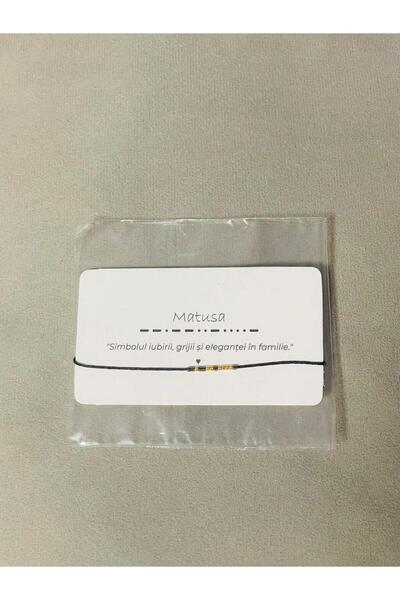 Matusa
"Simbolul iubirii, grijii și eleganței în familie."